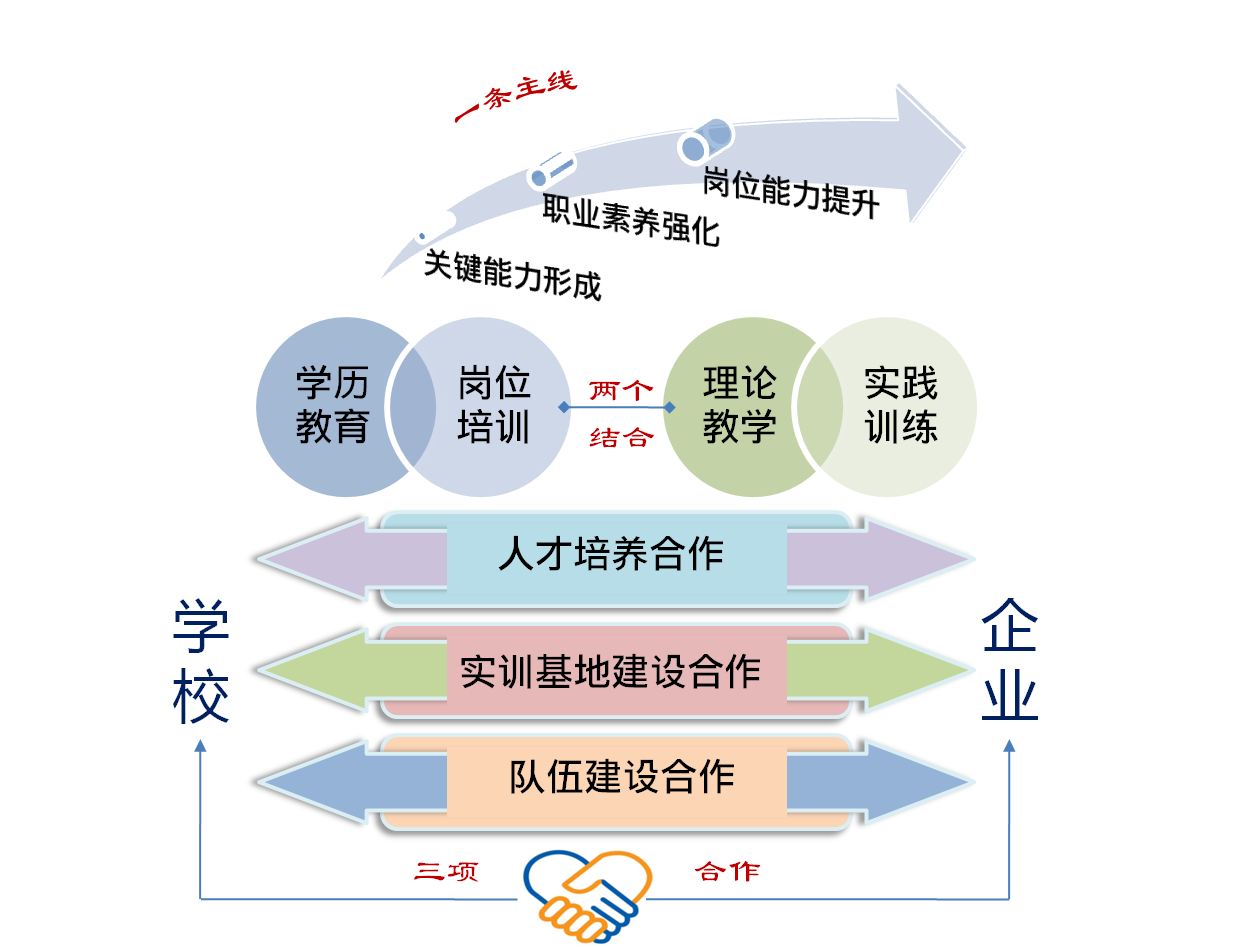 一条主线
岗位能力提升
职业素养强化
关键能力形成
学历
教育
岗位
培训
两个
结合
理论
教学
实践
训练
人才培养合作
学
校
实训基地建设合作
企
业
队伍建设合作
三项
合作